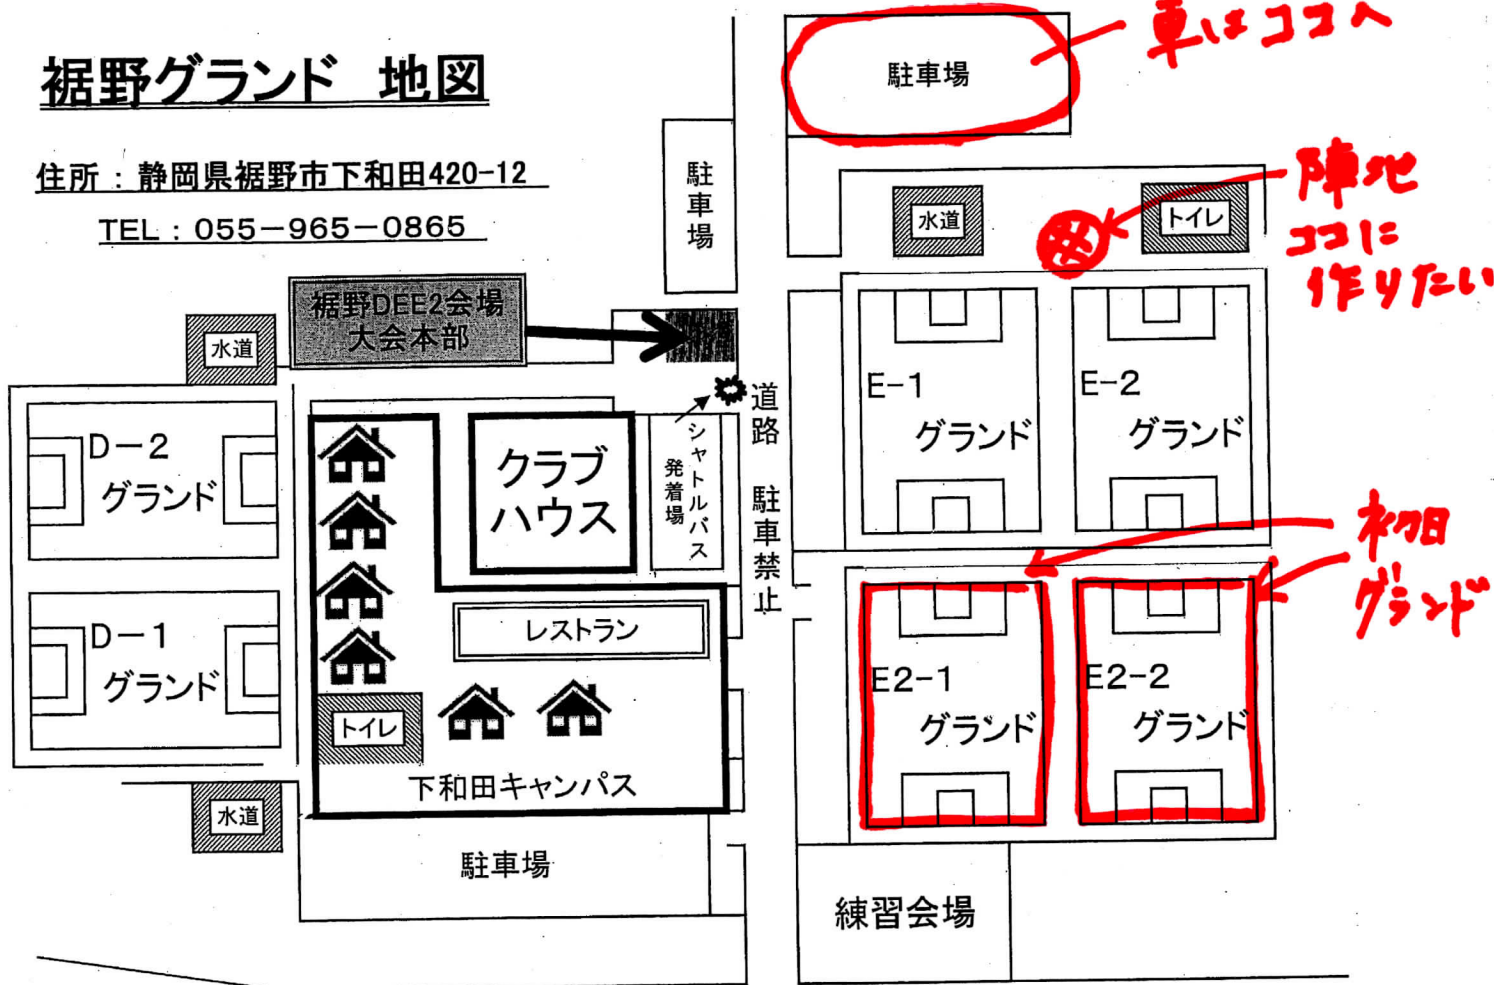 裾野グランド 地図
住所：静岡県裾野市下和田420-12
TEL：055－965－0865
車はココへ
駐車場
駐車場
水道
トイレ
陣地
ココに
作りたい
裾野DEE2会場
大会本部
水道
D－2
グランド
D－1
グランド
水道
クラブ
ハウス
シャトルバス
発着場
道路 駐車禁止
レストラン
トイレ
下和田キャンパス
駐車場
E-1
グランド
E-2
グランド
初日
グランド
E2-1
グランド
E2-2
グランド
練習会場